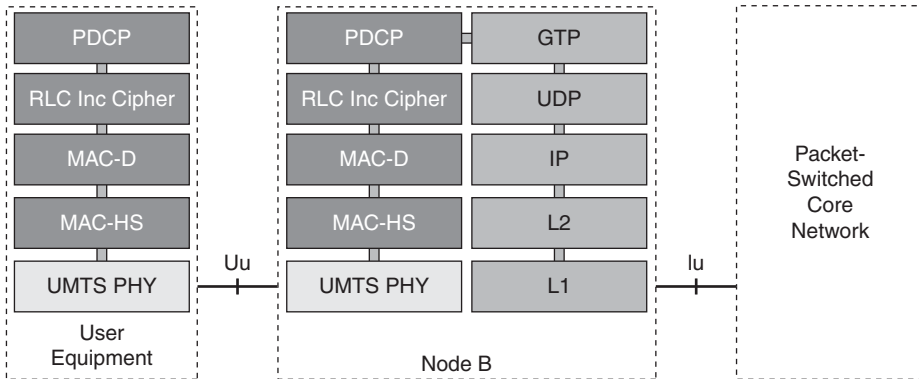 PDCP
RLC Inc Cipher
MAC-D
MAC-HS
UMTS PHY
User
Equipment
Uu
PDCP
RLC Inc Cipher
MAC-D
MAC-HS
UMTS PHY
GTP
UDP
IP
L2
L1
Node B
Iu
Packet-
Switched
Core
Network